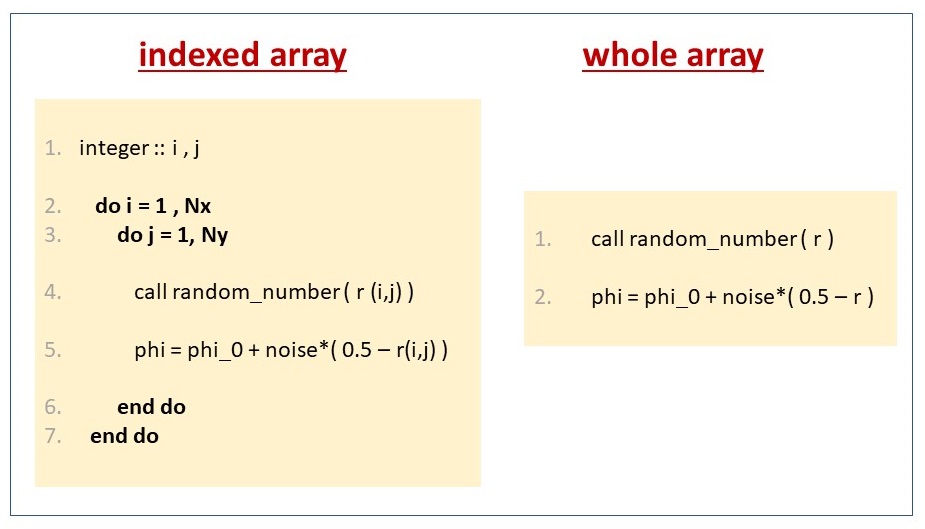 indexed array
1. integer :: i , j
2. do i = 1 , Nx
3. do j = 1, Ny
4. call random_number ( r (i,j) )
5. phi = phi_0 + noise*( 0.5 – r(i,j) )
6. end do
7. end do
whole array
1. call random_number ( r )
2. phi = phi_0 + noise*( 0.5 – r )